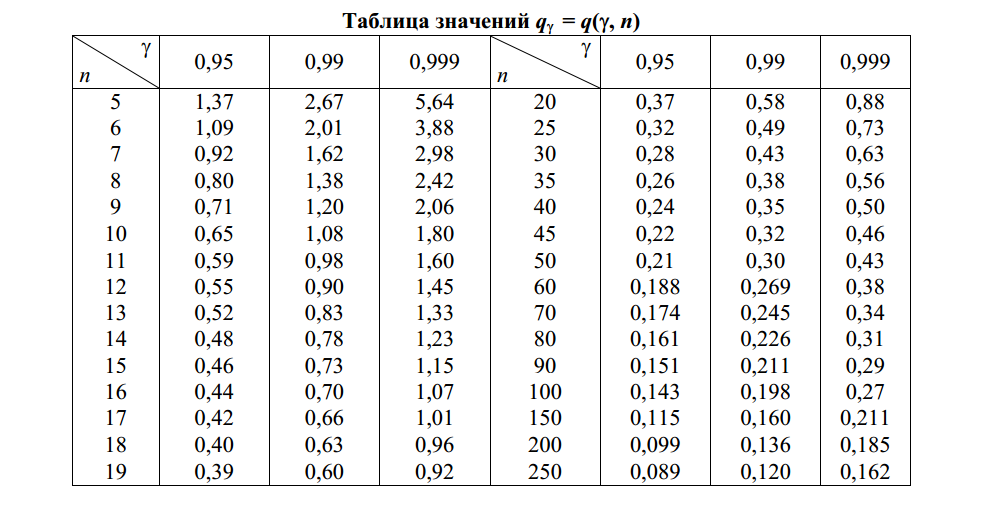 Таблица значений qγ = q(γ, n)
γ n 0,95 0,99 0,999 γ n 0,95 0,99 0,999
5 1,37 2,67 5,64 20 0,37 0,58 0,88
6 1,09 2,01 3,88 25 0,32 0,49 0,73
7 0,92 1,62 2,98 30 0,28 0,43 0,63
8 0,80 1,38 2,42 35 0,26 0,38 0,56
9 0,71 1,20 2,06 40 0,24 0,35 0,50
10 0,65 1,08 1,80 45 0,22 0,32 0,46
11 0,59 0,98 1,60 50 0,21 0,30 0,43
12 0,55 0,90 1,45 60 0,188 0,269 0,38
13 0,52 0,83 1,33 70 0,174 0,245 0,34
14 0,48 0,78 1,23 80 0,161 0,226 0,31
15 0,46 0,73 1,15 90 0,151 0,211 0,29
16 0,44 0,70 1,07 100 0,143 0,198 0,27
17 0,42 0,66 1,01 150 0,115 0,160 0,211
18 0,40 0,63 0,96 200 0,099 0,136 0,185
19 0,39 0,60 0,92 250 0,089 0,120 0,162